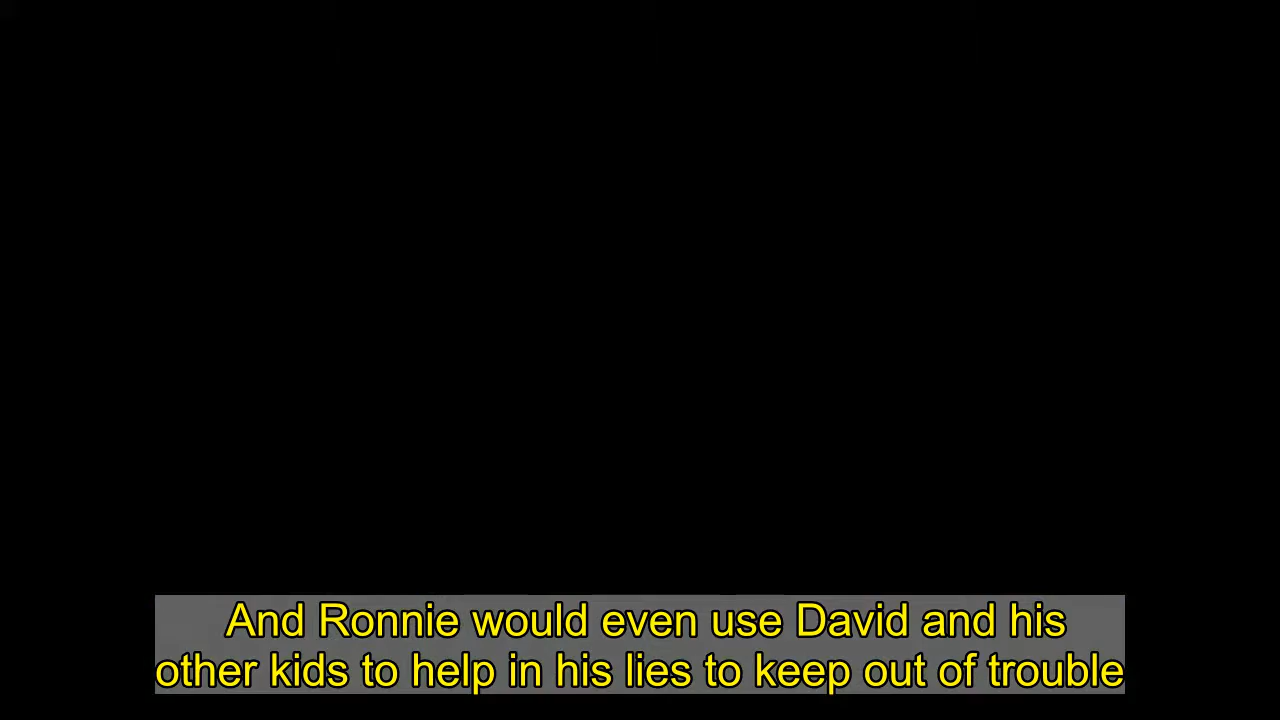 And Ronnie would even use David and his
other kids to help in his lies to keep out of trouble